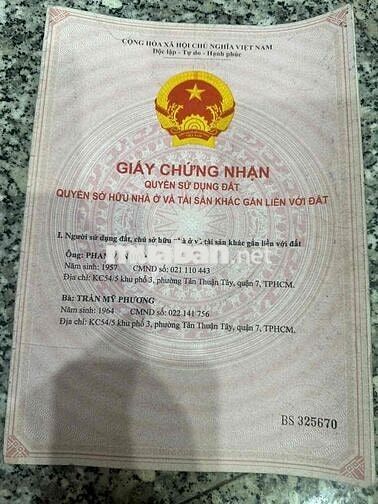 CỘNG HÒA XÃ HỘI CHỦ NGHĨA VIỆT NAM
Độc lập - Tự do - Hạnh phúc
GIẤY CHỨNG NHẬN
QUYỀN SỬ DỤNG ĐẤT
QUYỀN SỞ HỮU NHÀ Ở VÀ TÀI SẢN KHÁC GẮN LIỀN VỚI ĐẤT
I. Người sử dụng đất, chủ sở hữu nhà ở và tài sản khác gắn liền với đất
Ông: PHAN
Năm sinh: 1957 CMND số: 021 110 443
Địa chỉ: KC54/5 khu phố 3, phường Tân Thuận Tây, quận 7, TPHCM.
Bà: TRẦN MỸ PHƯƠNG
Năm sinh: 1964 CMND số: 022 141 756
Địa chỉ: KC54/5 khu phố 3, phường Tân Thuận Tây, quận 7, TPHCM.
BS 325670